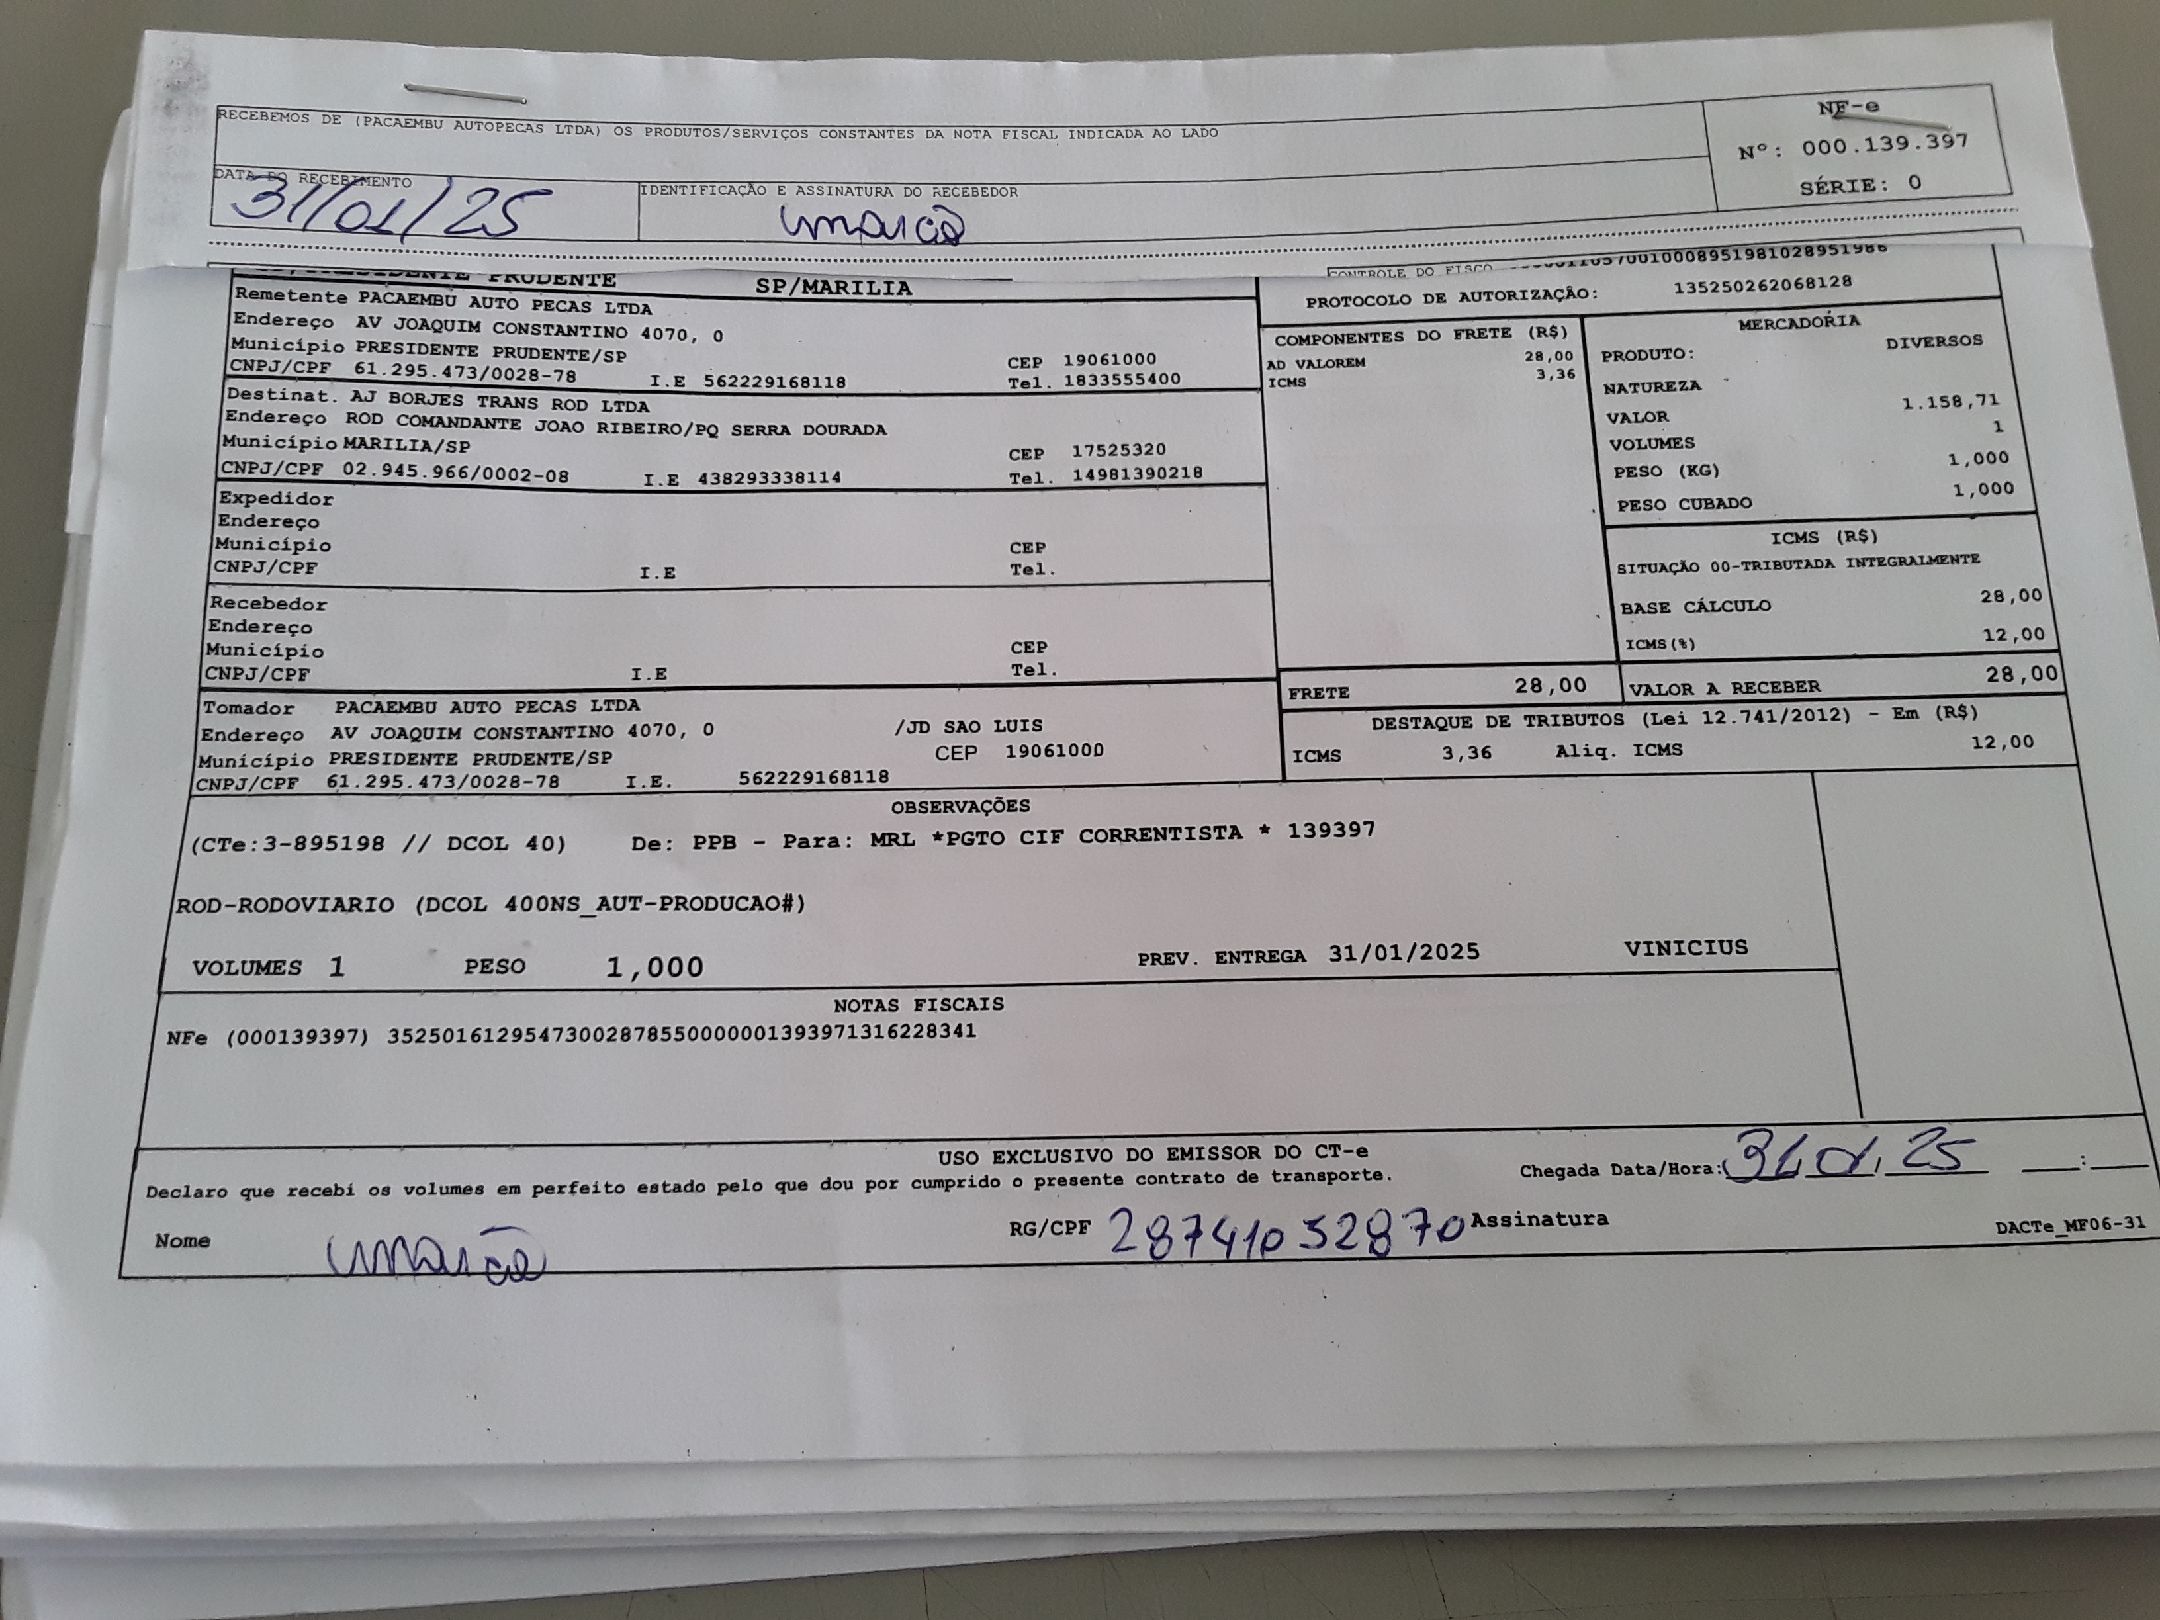 RECEBEMOS DE (PACAEMBU AUTOPECAS LTDA) OS PRODUTOS/SERVIÇOS CONSTANTES DA NOTA FISCAL INDICADA AO LADO
NF-e
Nº: 000.139.397
SÉRIE: 0
DATA DO RECEBIMENTO
31/01/25
IDENTIFICAÇÃO E ASSINATURA DO RECEBEDOR
PRESIDENTE PRUDENTE SP/MARILIA
CONTROLE DO FISCO
PROTOCOLO DE AUTORIZAÇÃO: 135250262068128
Remetente PACAEMBU AUTO PECAS LTDA
Endereço AV JOAQUIM CONSTANTINO 4070, 0
Município PRESIDENTE PRUDENTE/SP CEP 19061000
CNPJ/CPF 61.295.473/0028-78 I.E 562229168118 Tel. 1833555400
Destinat. AJ BORJES TRANS ROD LTDA
Endereço ROD COMANDANTE JOAO RIBEIRO/PQ SERRA DOURADA
Município MARILIA/SP CEP 17525320
CNPJ/CPF 02.945.966/0002-08 I.E 438293338114 Tel. 14981390218
Expedidor
Endereço
Município CEP
CNPJ/CPF I.E Tel.
Recebedor
Endereço
Município CEP
CNPJ/CPF I.E Tel.
Tomador PACAEMBU AUTO PECAS LTDA
Endereço AV JOAQUIM CONSTANTINO 4070, 0 /JD SAO LUIS
Município PRESIDENTE PRUDENTE/SP CEP 19061000
CNPJ/CPF 61.295.473/0028-78 I.E. 562229168118
COMPONENTES DO FRETE (R$)
AD VALOREM 28,00
ICMS 3,36
MERCADORIA
PRODUTO: DIVERSOS
NATUREZA
VALOR 1.158,71
VOLUMES 1
PESO (KG) 1,000
PESO CUBADO 1,000
ICMS (R$)
SITUAÇÃO 00-TRIBUTADA INTEGRALMENTE
BASE CÁLCULO 28,00
ICMS(%) 12,00
FRETE 28,00 VALOR A RECEBER 28,00
DESTAQUE DE TRIBUTOS (Lei 12.741/2012) - Em (R$)
ICMS 3,36 Aliq. ICMS 12,00
OBSERVAÇÕES
(CTe:3-895198 // DCOL 40) De: PPB - Para: MRL *PGTO CIF CORRENTISTA * 139397
ROD-RODOVIARIO (DCOL 400NS_AUT-PRODUCAO#)
VOLUMES 1 PESO 1,000 PREV. ENTREGA 31/01/2025 VINICIUS
NOTAS FISCAIS
NFe (000139397) 35250161295473002878550000001393971316228341
USO EXCLUSIVO DO EMISSOR DO CT-e
Declaro que recebi os volumes em perfeito estado pelo que dou por cumprido o presente contrato de transporte. Chegada Data/Hora: 31 01 25 __:__
Nome RG/CPF 28741052870 Assinatura
DACTe_MF06-31